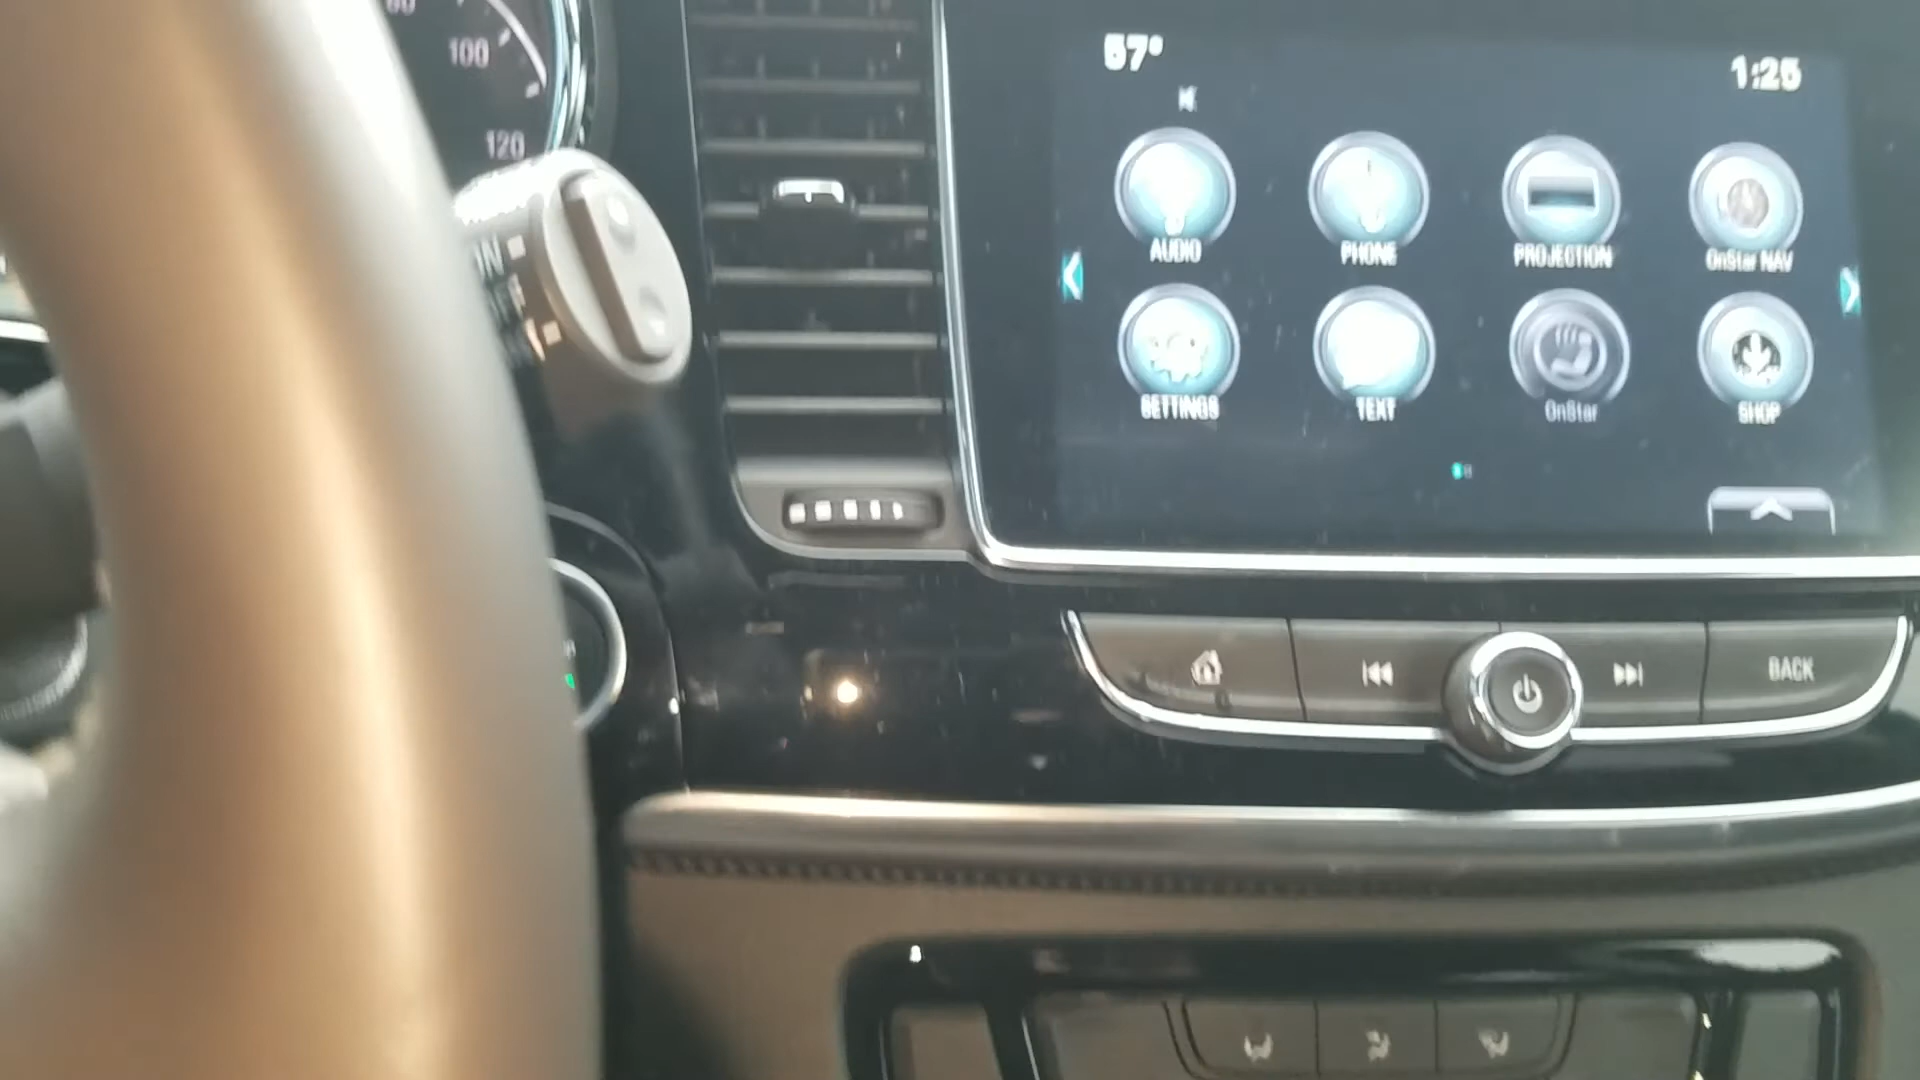 100
120
57°
1:25
AUDIO
PHONE
PROJECTION
OnStar NAV
SETTINGS
TEXT
OnStar
SHOP
BACK